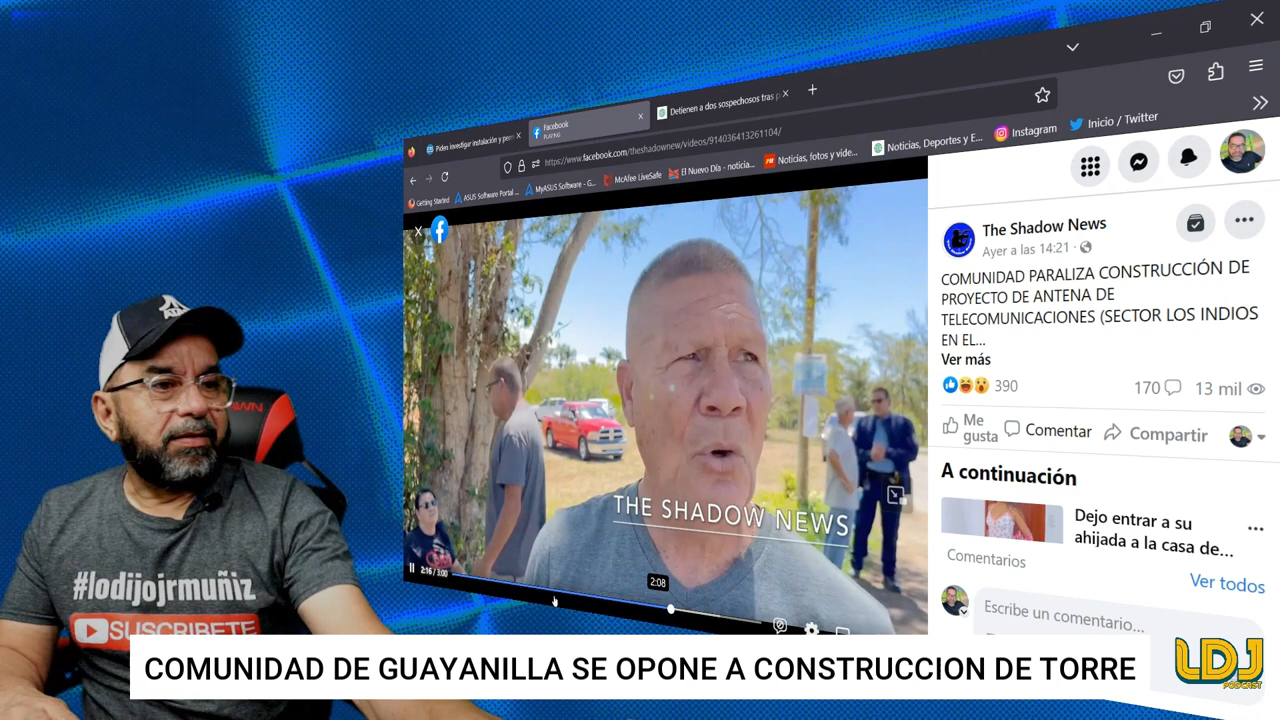 Piden investigar instalación y perm
Facebook
PLAYING
Detienen a dos sospechosos tras p
https://www.facebook.com/theshadownew/videos/914036413261104/
Getting Started
ASUS Software Portal ...
MyASUS Software - G...
McAfee LiveSafe
El Nuevo Día - noticia...
Noticias, fotos y vide...
Noticias, Deportes y E...
Instagram
Inicio / Twitter
The Shadow News
Ayer a las 14:21 ·
COMUNIDAD PARALIZA CONSTRUCCIÓN DE
PROYECTO DE ANTENA DE
TELECOMUNICACIONES (SECTOR LOS INDIOS
EN EL...
Ver más
390
170
13 mil
Me gusta
Comentar
Compartir
A continuación
Dejo entrar a su
ahijada a la casa de...
Comentarios
Ver todos
Escribe un comentario...
THE SHADOW NEWS
2:08
2:16 / 3:00
#lodijojrmuñiz
SUSCRIBETE
COMUNIDAD DE GUAYANILLA SE OPONE A CONSTRUCCION DE TORRE
LDJ
PODCAST